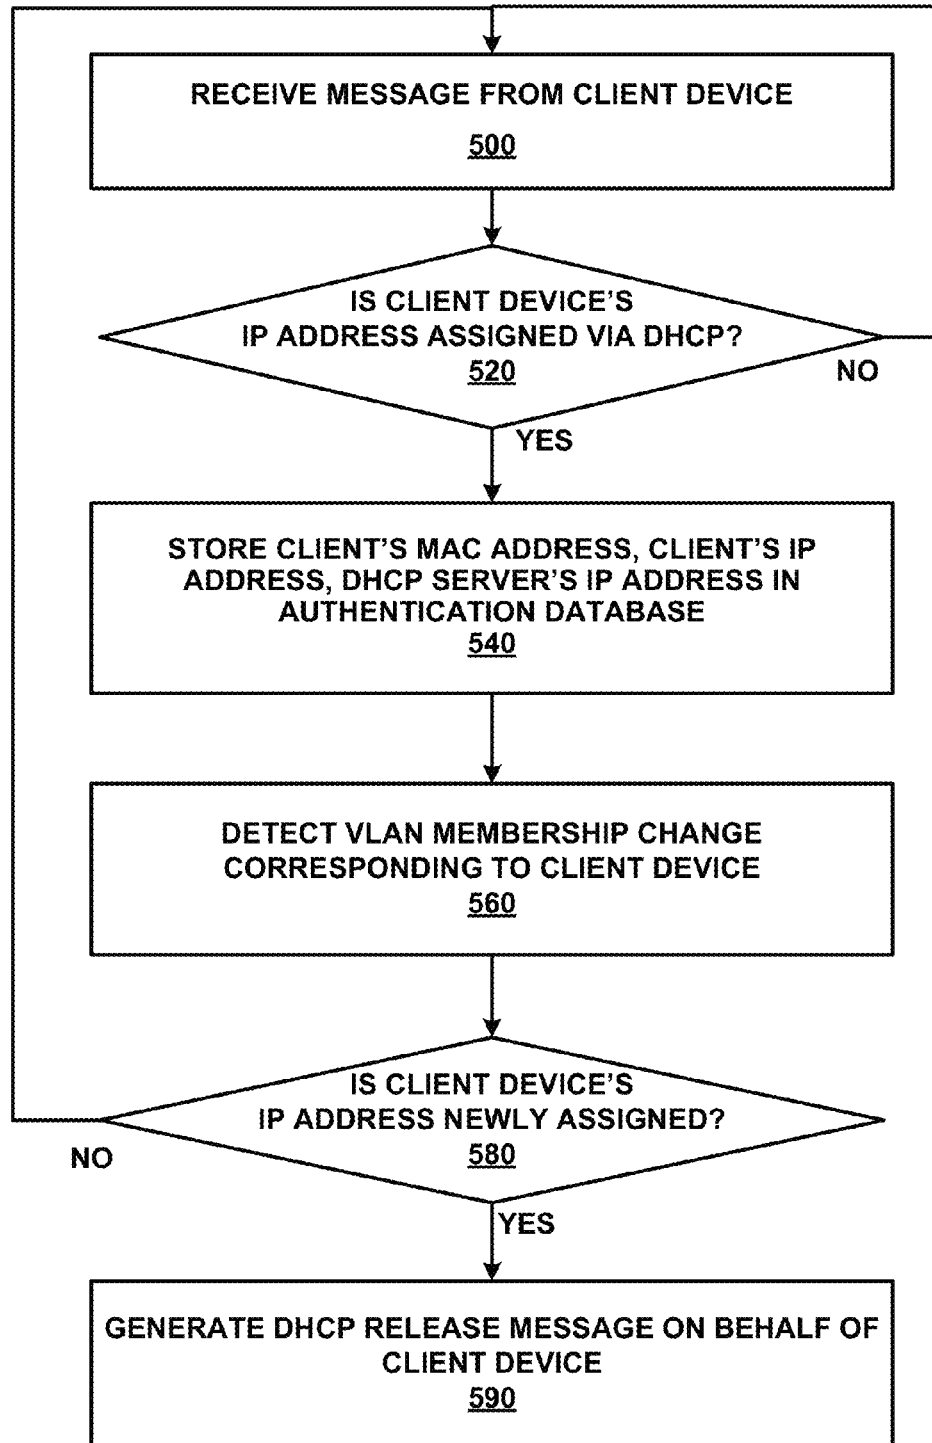 RECEIVE MESSAGE FROM CLIENT DEVICE
500
IS CLIENT DEVICE'S
IP ADDRESS ASSIGNED VIA DHCP?
520
NO
YES
STORE CLIENT'S MAC ADDRESS, CLIENT'S IP
ADDRESS, DHCP SERVER'S IP ADDRESS IN
AUTHENTICATION DATABASE
540
DETECT VLAN MEMBERSHIP CHANGE
CORRESPONDING TO CLIENT DEVICE
560
IS CLIENT DEVICE'S
IP ADDRESS NEWLY ASSIGNED?
580
NO
YES
GENERATE DHCP RELEASE MESSAGE ON BEHALF OF
CLIENT DEVICE
590